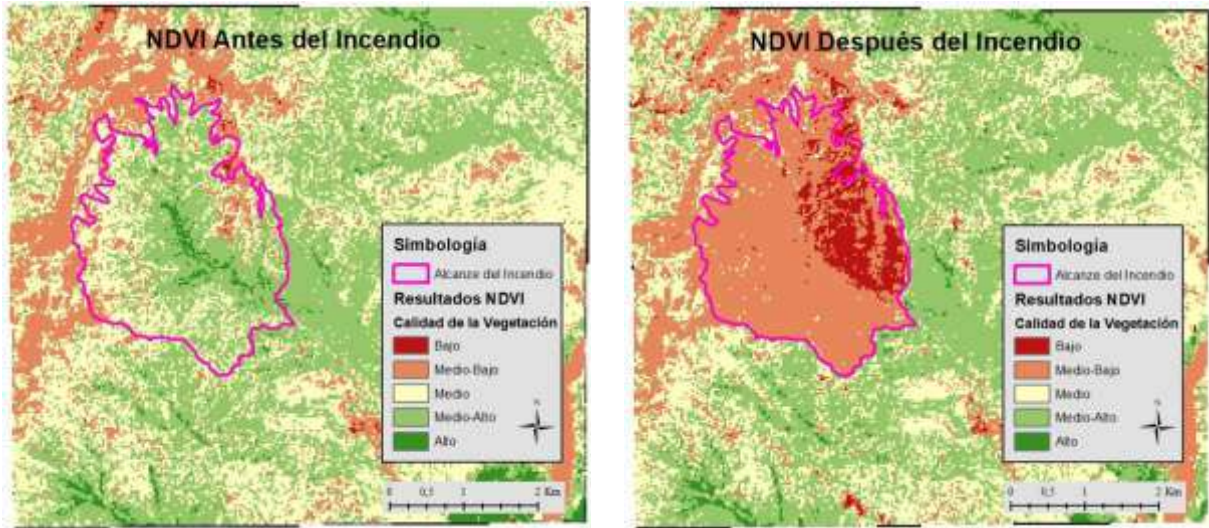 NDVI Antes del Incendio
Simbología
Alcanze del Incendio
Resultados NDVI
Calidad de la Vegetación
Bajo
Medio-Bajo
Medio
Medio-Alto
Alto
N
0 0,5 1 2 Km
NDVI Después del Incendio
Simbología
Alcanze del Incendio
Resultados NDVI
Calidad de la Vegetación
Bajo
Medio-Bajo
Medio
Medio-Alto
Alto
N
0 0,5 1 2 Km